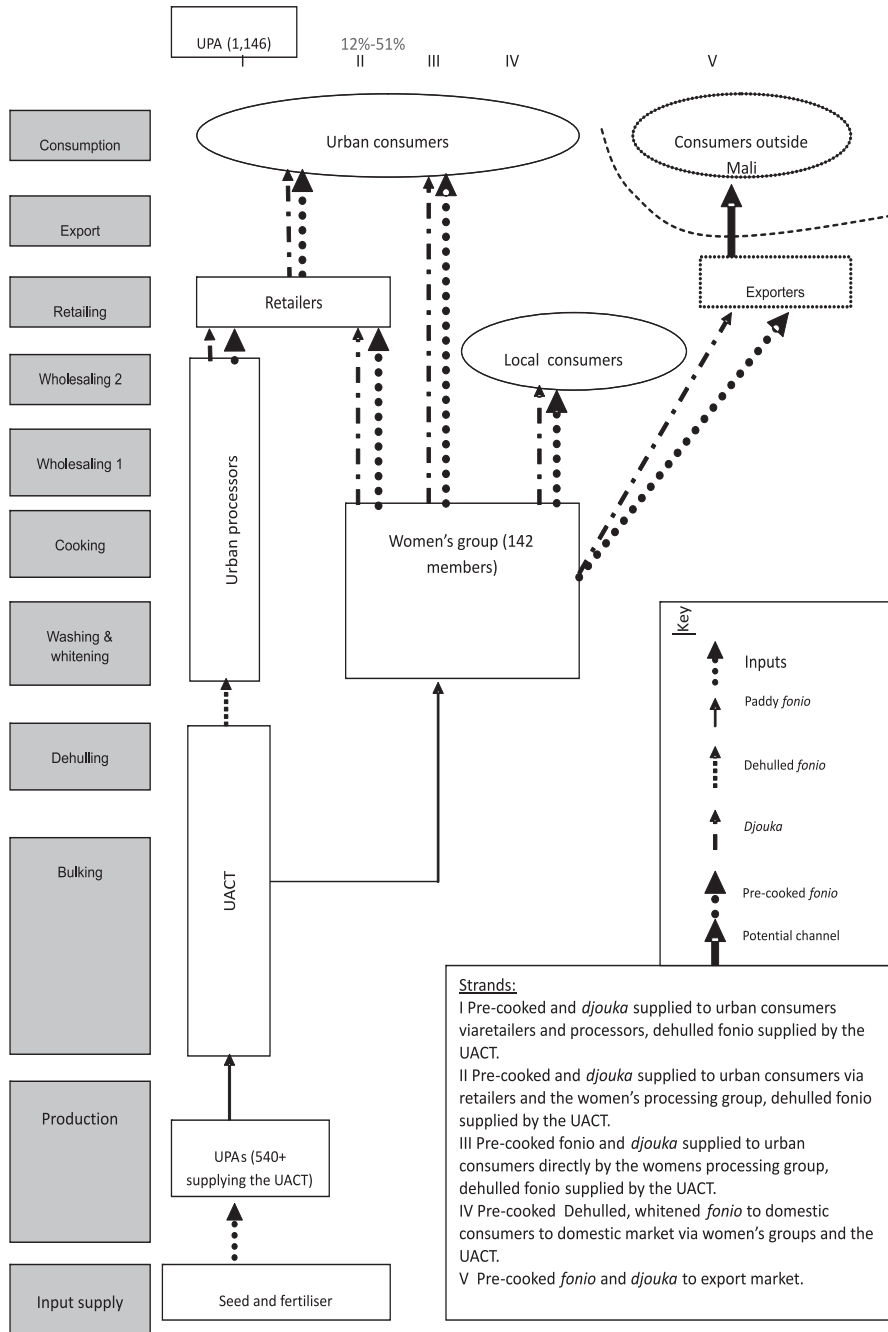 UPA (1,146)
12%-51%
I
II
III
IV
V
Consumption
Urban consumers
Consumers outside
Mali
Export
Retailing
Retailers
Exporters
Wholesaling 2
Local consumers
Wholesaling 1
Urban processors
Cooking
Women’s group (142
members)
Washing &
whitening
Dehulling
Bulking
UACT
Production
UPAs (540+
supplying the UACT)
Input supply
Seed and fertiliser
Key
Inputs
Paddy fonio
Dehulled fonio
Djouka
Pre-cooked fonio
Potential channel
Strands:
I Pre-cooked and djouka supplied to urban consumers
viaretailers and processors, dehulled fonio supplied by the
UACT.
II Pre-cooked and djouka supplied to urban consumers via
retailers and the women’s processing group, dehulled fonio
supplied by the UACT.
III Pre-cooked fonio and djouka supplied to urban
consumers directly by the womens processing group,
dehulled fonio supplied by the UACT.
IV Pre-cooked Dehulled, whitened fonio to domestic
consumers to domestic market via women’s groups and the
UACT.
V Pre-cooked fonio and djouka to export market.